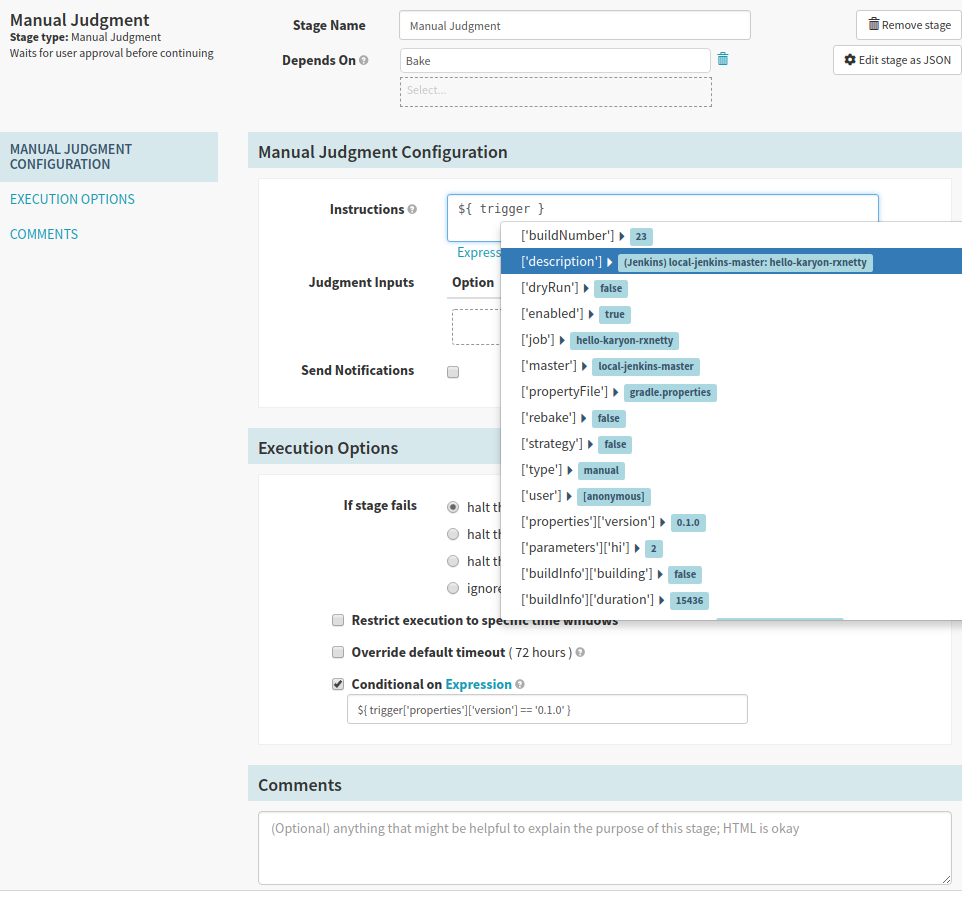 Manual Judgment
Stage type: Manual Judgment
Waits for user approval before continuing
Stage Name
Manual Judgment
Remove stage
Depends On
Bake
Edit stage as JSON
Select...
MANUAL JUDGMENT
CONFIGURATION
EXECUTION OPTIONS
COMMENTS
Manual Judgment Configuration
Instructions
${ trigger }
Express
Judgment Inputs
Option
Send Notifications
['buildNumber'] 23
['description'] (Jenkins) local-jenkins-master: hello-karyon-rxnetty
['dryRun'] false
['enabled'] true
['job'] hello-karyon-rxnetty
['master'] local-jenkins-master
['propertyFile'] gradle.properties
['rebake'] false
['strategy'] false
['type'] manual
['user'] [anonymous]
['properties']['version'] 0.1.0
['parameters']['hi'] 2
['buildInfo']['building'] false
['buildInfo']['duration'] 15436
Execution Options
If stage fails
halt th
halt th
halt th
ignore
Restrict execution to specific time windows
Override default timeout ( 72 hours )
Conditional on Expression
${ trigger['properties']['version'] == '0.1.0' }
Comments
(Optional) anything that might be helpful to explain the purpose of this stage; HTML is okay